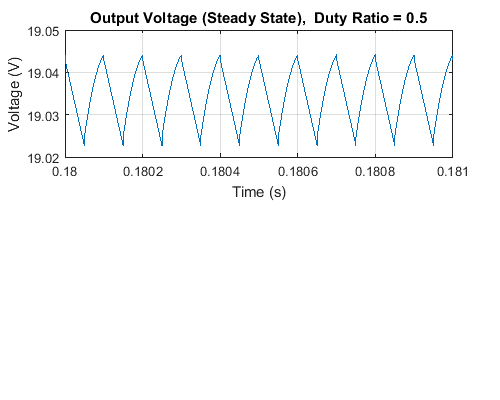 Output Voltage (Steady State),  Duty Ratio = 0.5
Voltage (V)
19.05
19.04
19.03
19.02
0.18 0.1802 0.1804 0.1806 0.1808 0.181
Time (s)